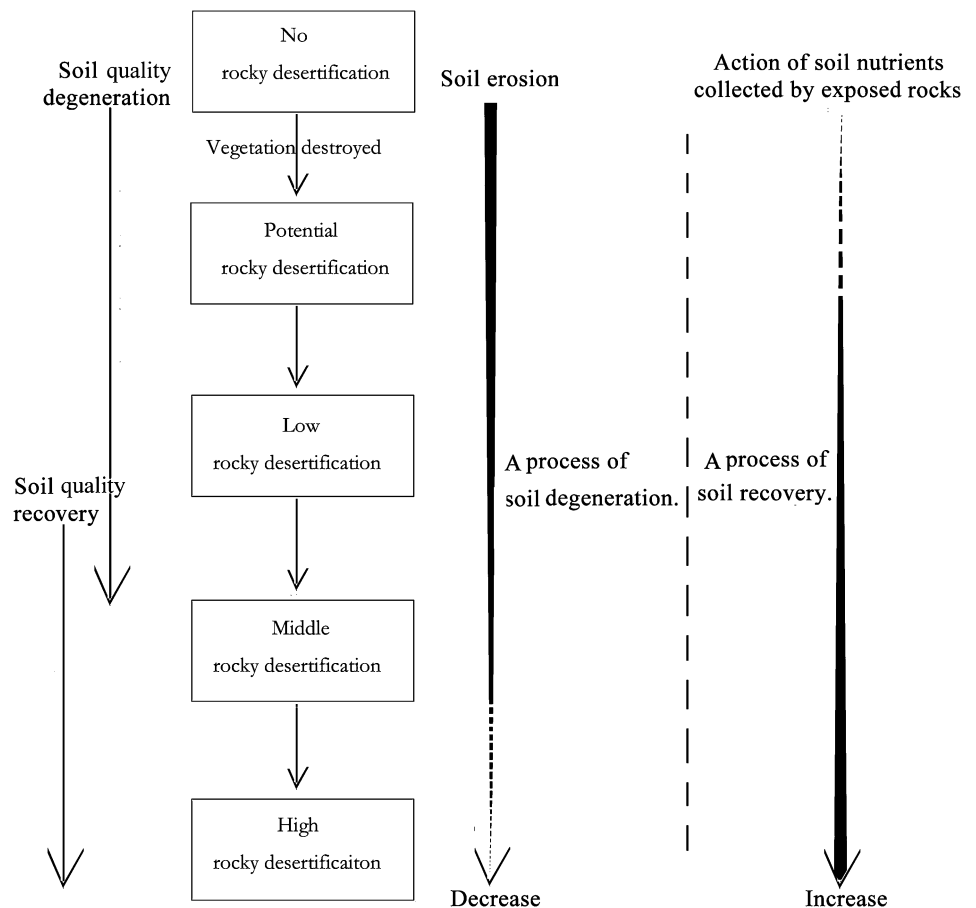 Soil quality
degeneration
No
rocky desertification
Vegetation destroyed
Potential
rocky desertification
Low
rocky desertification
Soil quality
recovery
Middle
rocky desertification
High
rocky desertificaiton
Soil erosion
A process of
soil degeneration.
Decrease
Action of soil nutrients
collected by exposed rocks
A process of
soil recovery.
Increase